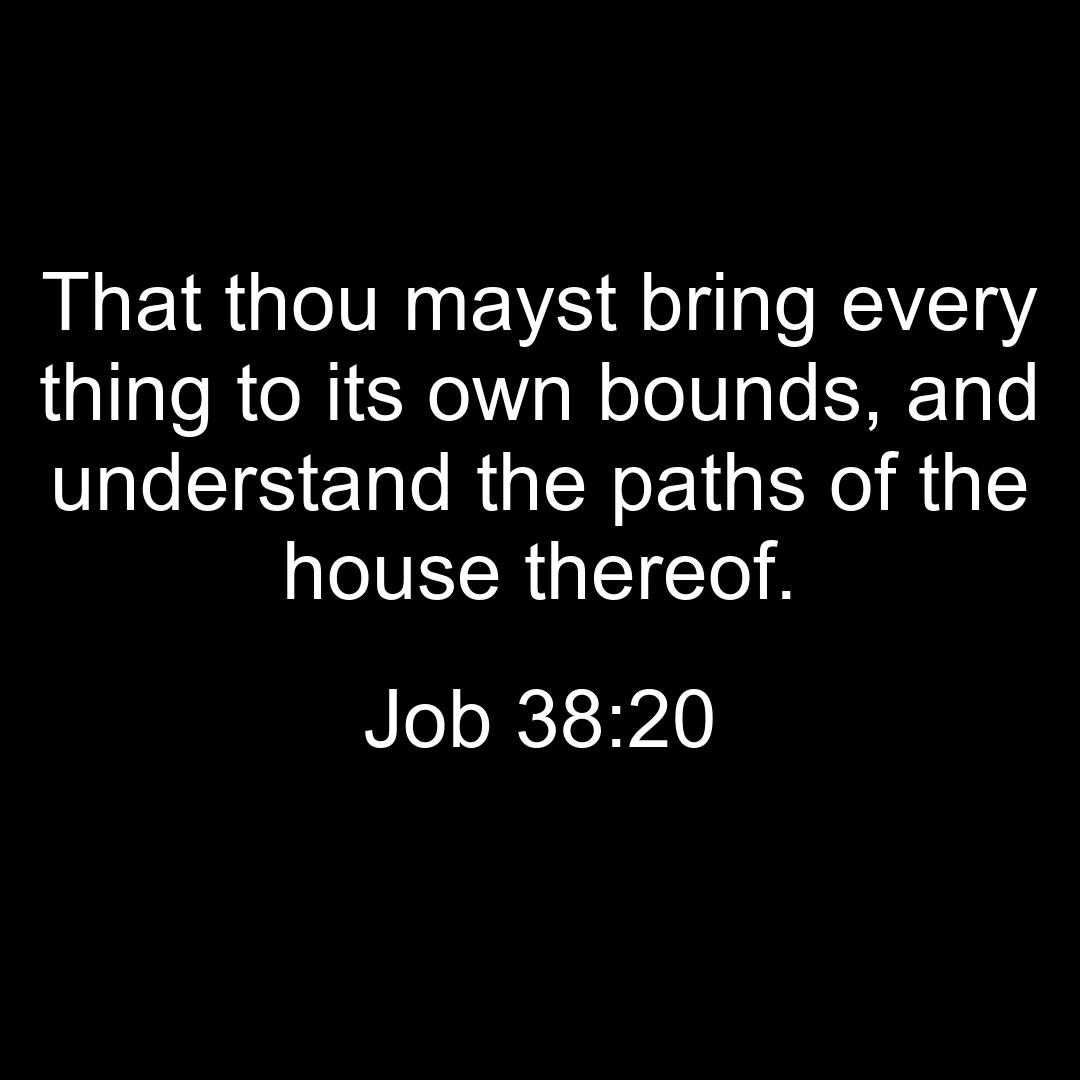 That thou mayst bring every
thing to its own bounds, and
understand the paths of the
house thereof.
Job 38:20